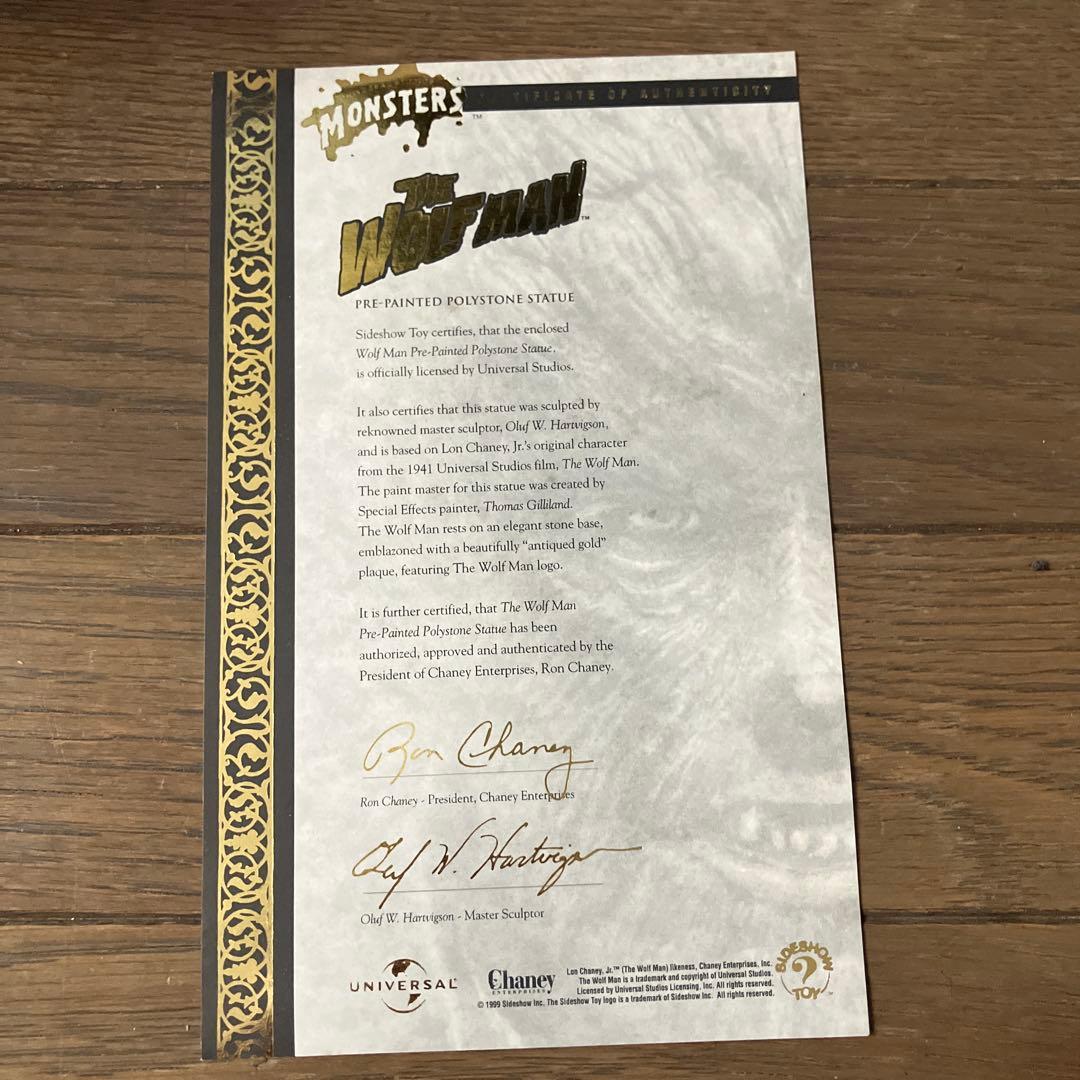 MONSTERS™
TIFICATE OF AUTHENTICITY
THE
WOLF MAN™
PRE-PAINTED POLYSTONE STATUE
Sideshow Toy certifies, that the enclosed
Wolf Man Pre-Painted Polystone Statue,
is officially licensed by Universal Studios.
It also certifies that this statue was sculpted by
reknowned master sculptor, Oluf W. Hartvigson,
and is based on Lon Chaney, Jr.'s original character
from the 1941 Universal Studios film, The Wolf Man.
The paint master for this statue was created by
Special Effects painter, Thomas Gilliland.
The Wolf Man rests on an elegant stone base,
emblazoned with a beautifully “antiqued gold”
plaque, featuring The Wolf Man logo.
It is further certified, that The Wolf Man
Pre-Painted Polystone Statue has been
authorized, approved and authenticated by the
President of Chaney Enterprises, Ron Chaney.
Ron Chaney
Ron Chaney - President, Chaney Enterprises
Oluf W. Hartvigson
Oluf W. Hartvigson - Master Sculptor
UNIVERSAL™
Chaney
ENTERPRISES
Lon Chaney, Jr.™ (The Wolf Man) likeness, Chaney Enterprises, Inc.
The Wolf Man is a trademark and copyright of Universal Studios.
Licensed by Universal Studios Licensing, Inc. All rights reserved.
© 1999 Sideshow Inc. The Sideshow Toy logo is a trademark of Sideshow Inc. All rights reserved.
SIDESHOW
?
TOY™